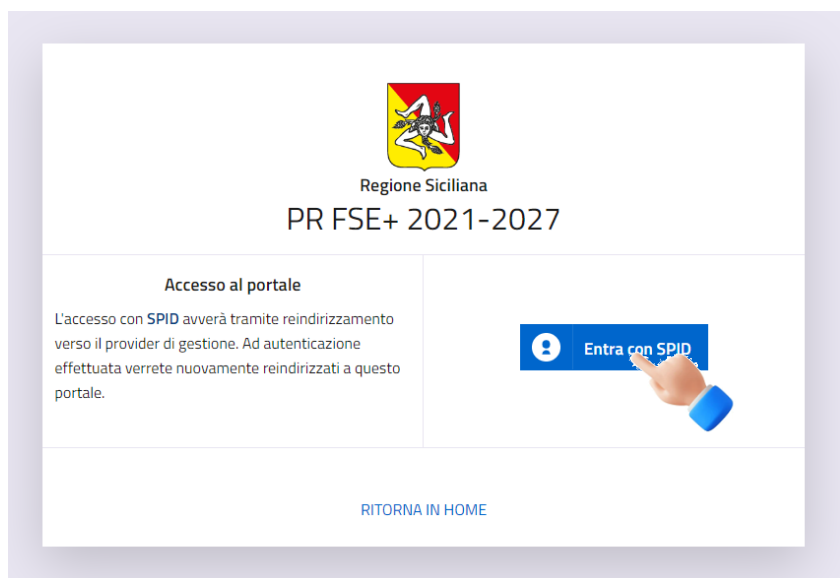 Regione Siciliana
PR FSE+ 2021-2027
Accesso al portale
L'accesso con SPID avverà tramite reindirizzamento
verso il provider di gestione. Ad autenticazione
effettuata verrete nuovamente reindirizzati a questo
portale.
Entra con SPID
RITORNA IN HOME